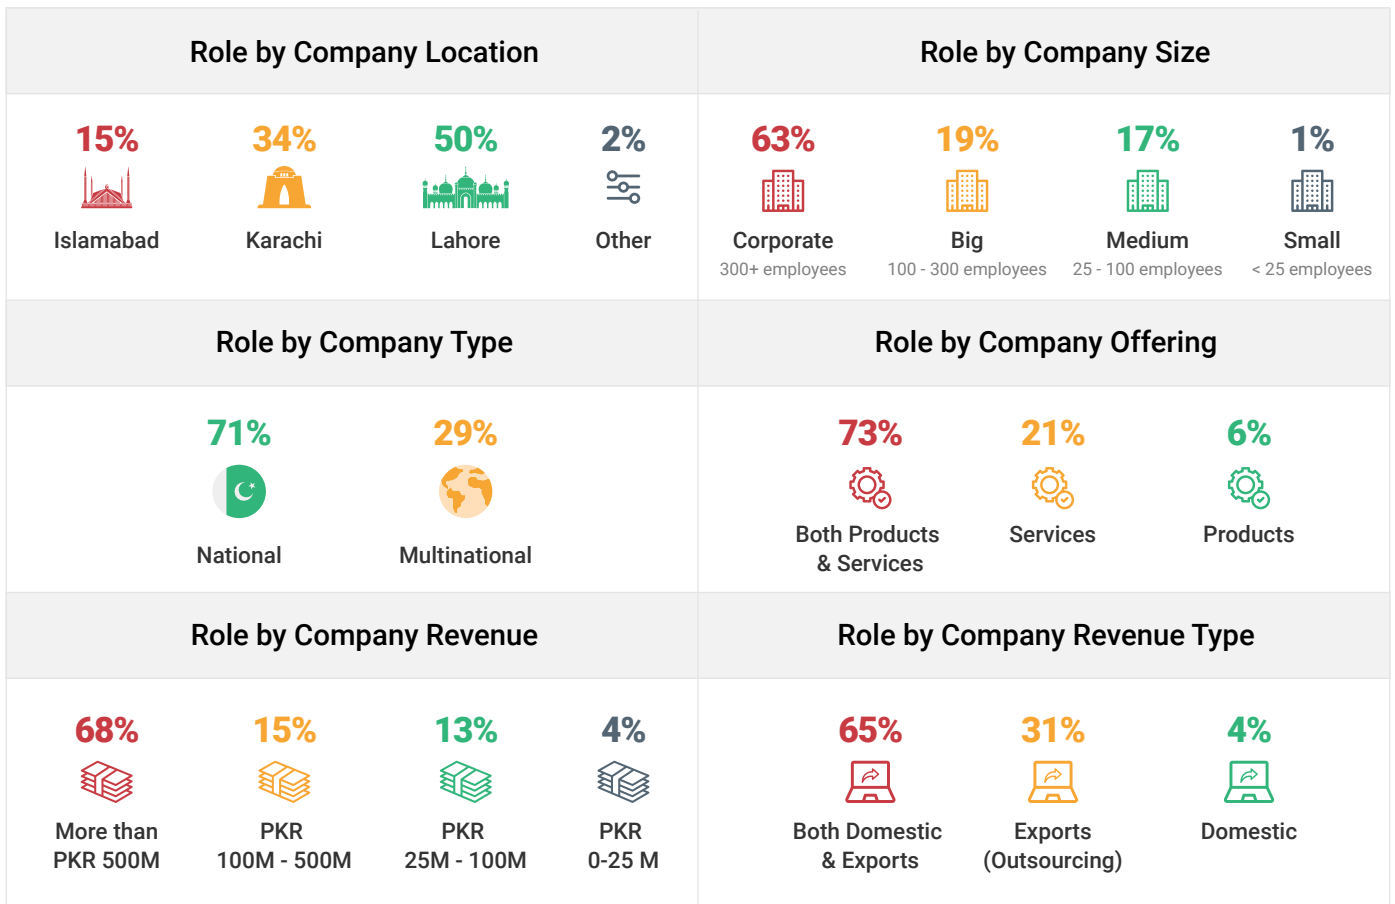 Role by Company Location
15%
34%
50%
2%
Islamabad
Karachi
Lahore
Other
Role by Company Size
63%
19%
17%
1%
Corporate
Big
Medium
Small
300+ employees
100 - 300 employees
25 - 100 employees
< 25 employees
Role by Company Type
71%
29%
National
Multinational
Role by Company Offering
73%
21%
6%
Both Products
& Services
Services
Products
Role by Company Revenue
68%
15%
13%
4%
More than
PKR 500M
PKR
100M - 500M
PKR
25M - 100M
PKR
0-25 M
Role by Company Revenue Type
65%
31%
4%
Both Domestic
& Exports
Exports
(Outsourcing)
Domestic